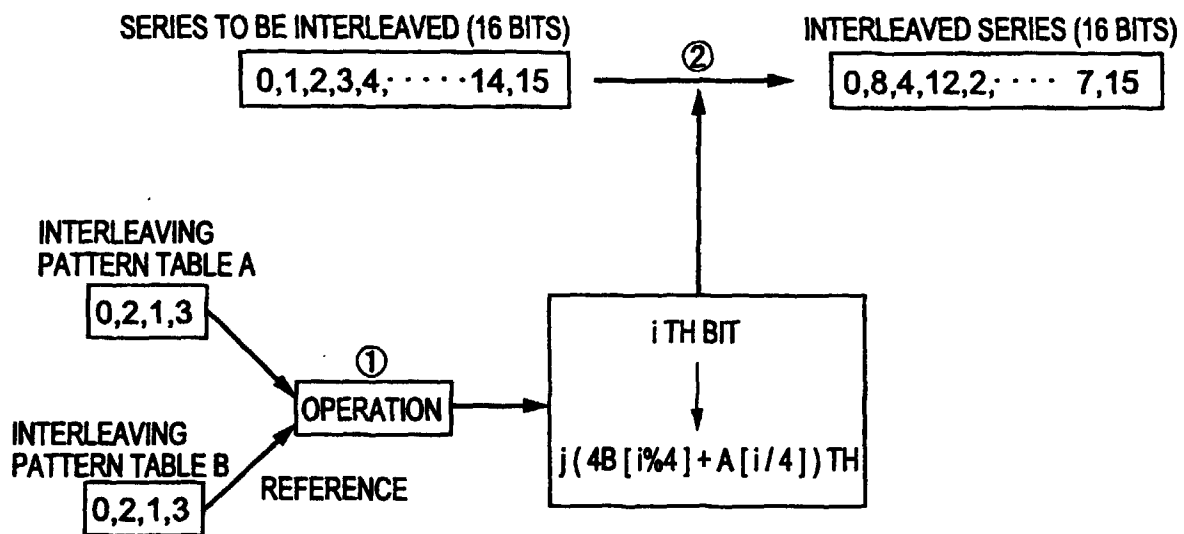 SERIES TO BE INTERLEAVED (16 BITS)
0,1,2,3,4,·····14,15
②
INTERLEAVED SERIES (16 BITS)
0,8,4,12,2,···· 7,15
INTERLEAVING
PATTERN TABLE A
0,2,1,3
①
OPERATION
INTERLEAVING
PATTERN TABLE B
0,2,1,3
REFERENCE
i TH BIT
j ( 4B [ i%4 ] + A [ i / 4 ] ) TH